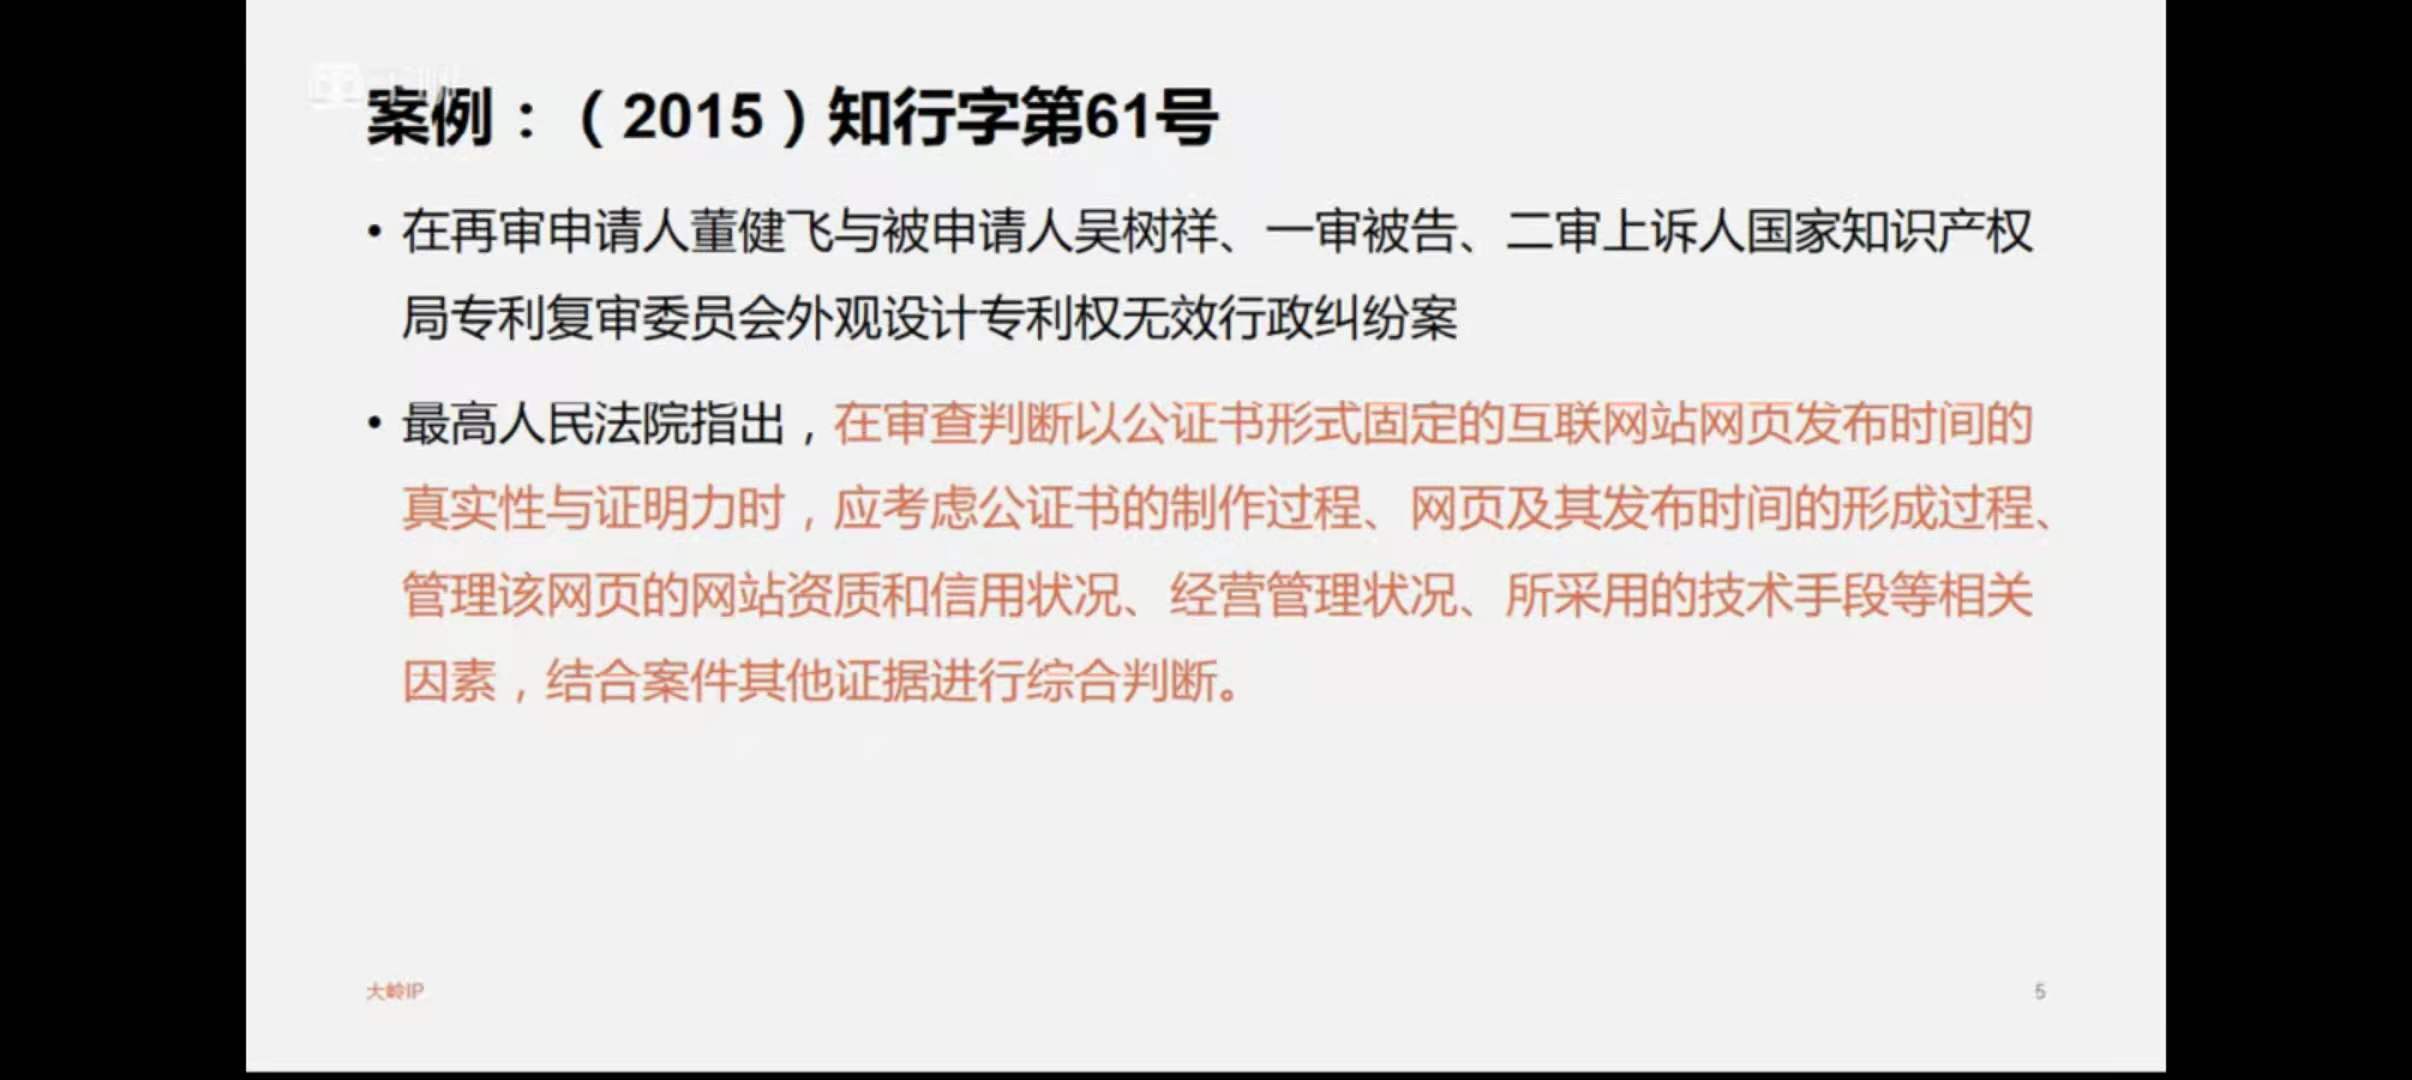 案例：（2015）知行字第61号
• 在再审申请人董健飞与被申请人吴树祥、一审被告、二审上诉人国家知识产权
局专利复审委员会外观设计专利权无效行政纠纷案
• 最高人民法院指出，在审查判断以公证书形式固定的互联网站网页发布时间的
真实性与证明力时，应考虑公证书的制作过程、网页及其发布时间的形成过程、
管理该网页的网站资质和信用状况、经营管理状况、所采用的技术手段等相关
因素，结合案件其他证据进行综合判断。
大岭IP
5